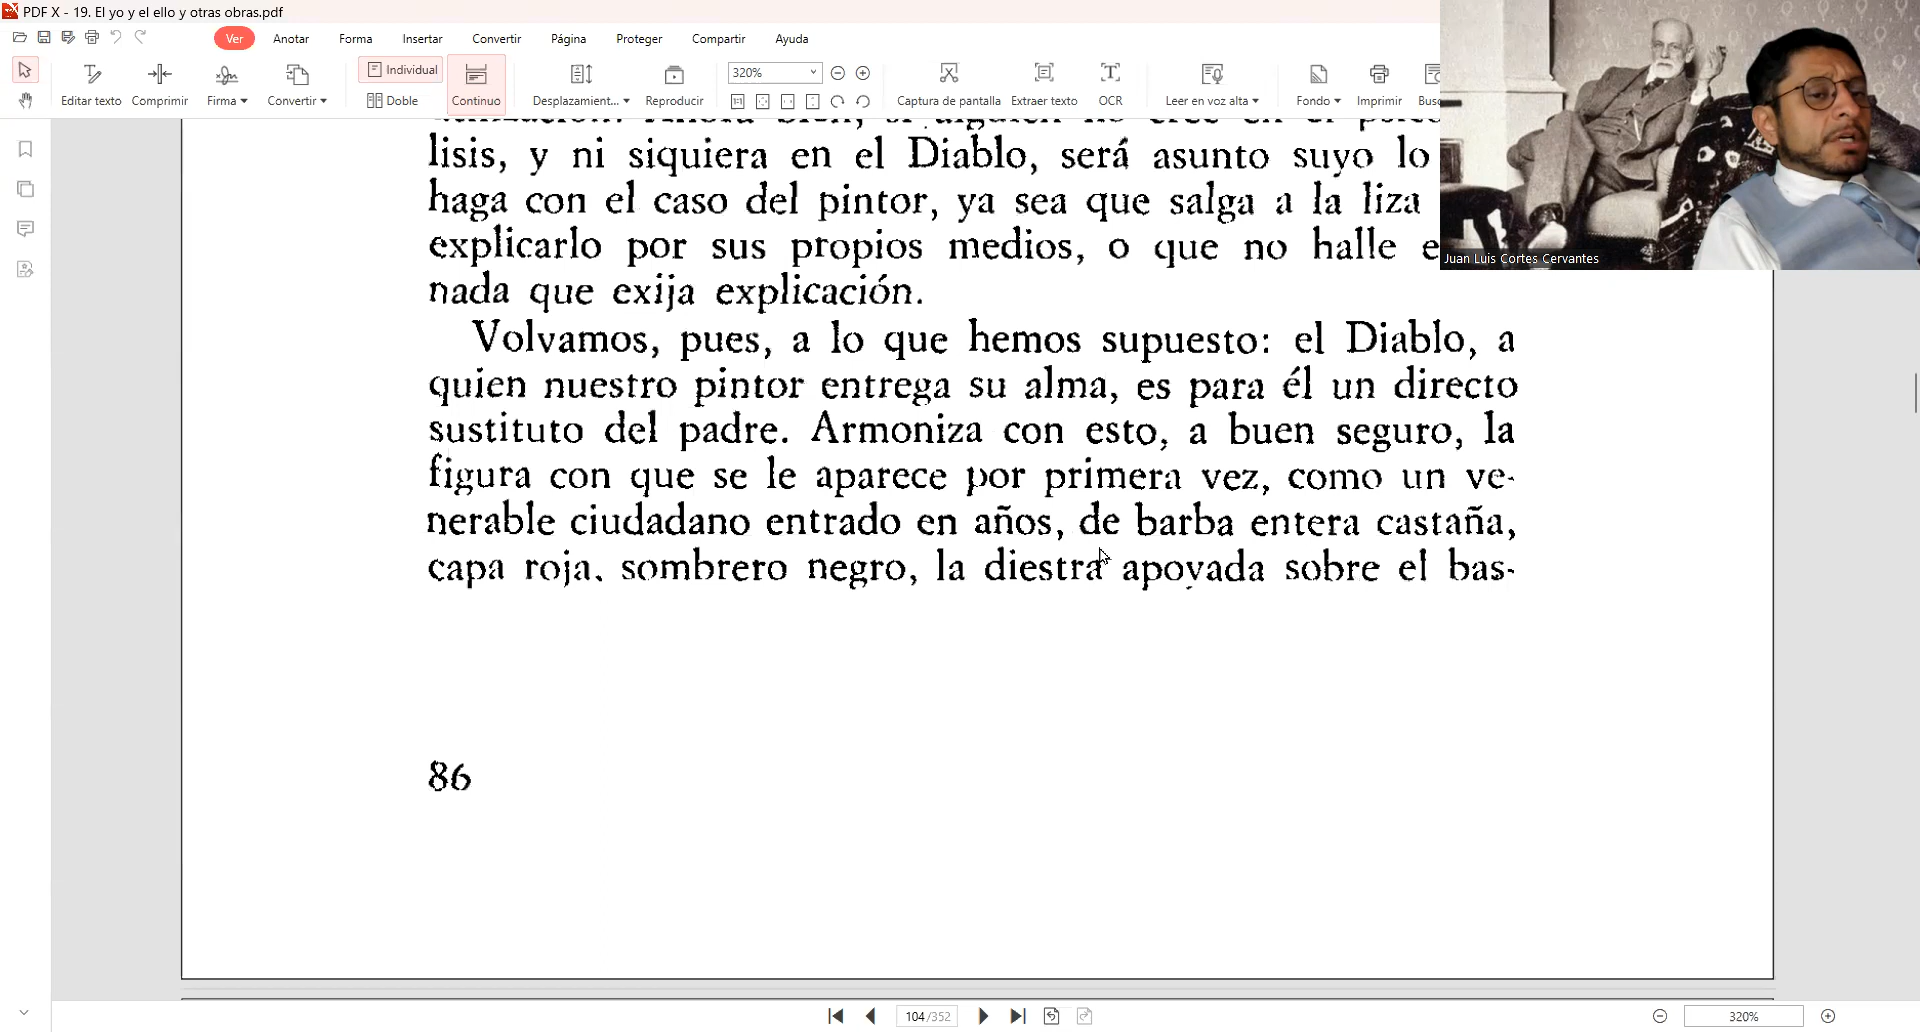 PDF X - 19. El yo y el ello y otras obras.pdf
Ver Anotar Forma Insertar Convertir Página Proteger Compartir Ayuda
Individual
320%
Editar texto Comprimir Firma Convertir Doble Continuo Desplazamient... Reproducir Captura de pantalla Extraer texto OCR Leer en voz alta Fondo Imprimir
Juan Luis Cortes Cervantes
lisis, y ni siquiera en el Diablo, será asunto suyo lo
haga con el caso del pintor, ya sea que salga a la liza
explicarlo por sus propios medios, o que no halle e
nada que exija explicación.
Volvamos, pues, a lo que hemos supuesto: el Diablo, a
quien nuestro pintor entrega su alma, es para él un directo
sustituto del padre. Armoniza con esto, a buen seguro, la
figura con que se le aparece por primera vez, como un ve-
nerable ciudadano entrado en años, de barba entera castaña,
capa roja, sombrero negro, la diestra apoyada sobre el bas-
86
104/352
320%